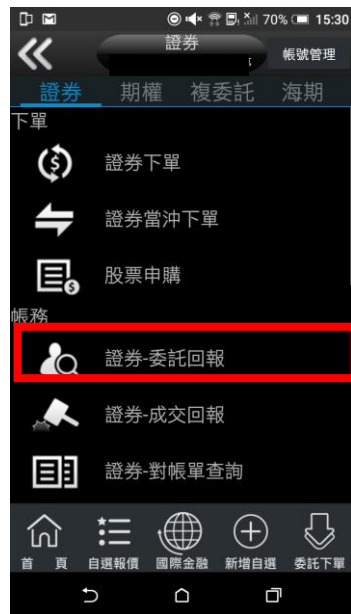 70% 15:30
證券
帳號管理
證券 期權 複委託 海期
下單
證券下單
證券當沖下單
股票申購
帳務
證券-委託回報
證券-成交回報
證券-對帳單查詢
首 頁 自選報價 國際金融 新增自選 委託下單